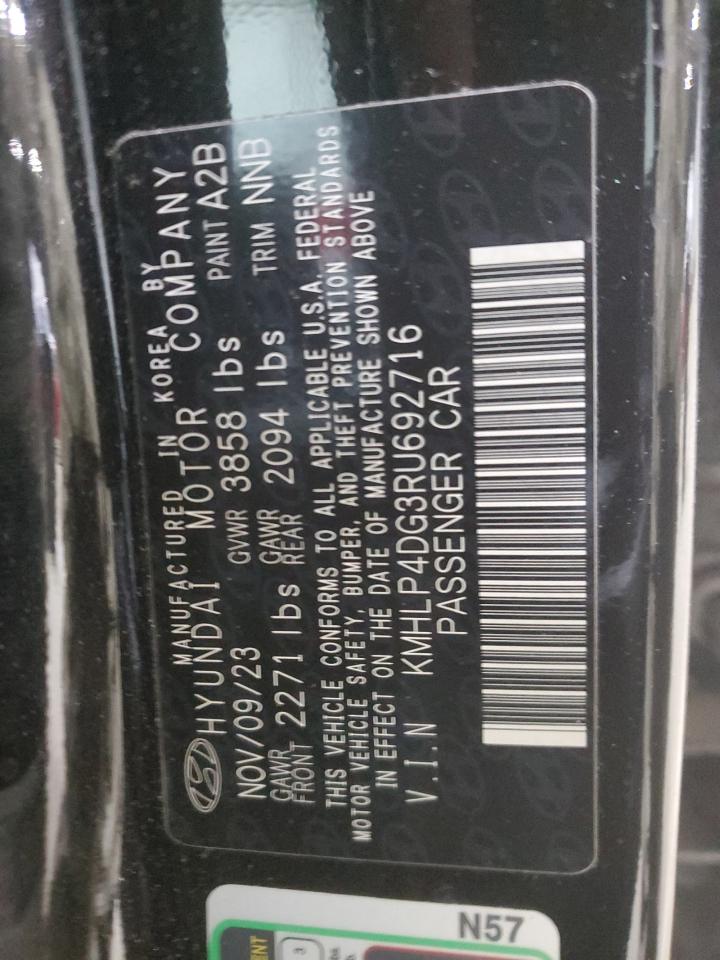 MANUFACTURED IN KOREA BY
HYUNDAI MOTOR COMPANY
NOV/09/23 GVWR 3858 lbs PAINT A2B
GAWR FRONT 2271 lbs GAWR REAR 2094 lbs TRIM NNB
THIS VEHICLE CONFORMS TO ALL APPLICABLE U.S.A. FEDERAL
MOTOR VEHICLE SAFETY, BUMPER, AND THEFT PREVENTION STANDARDS
IN EFFECT ON THE DATE OF MANUFACTURE SHOWN ABOVE
V.I.N KMHLP4DG3RU692716
PASSENGER CAR
N57
3